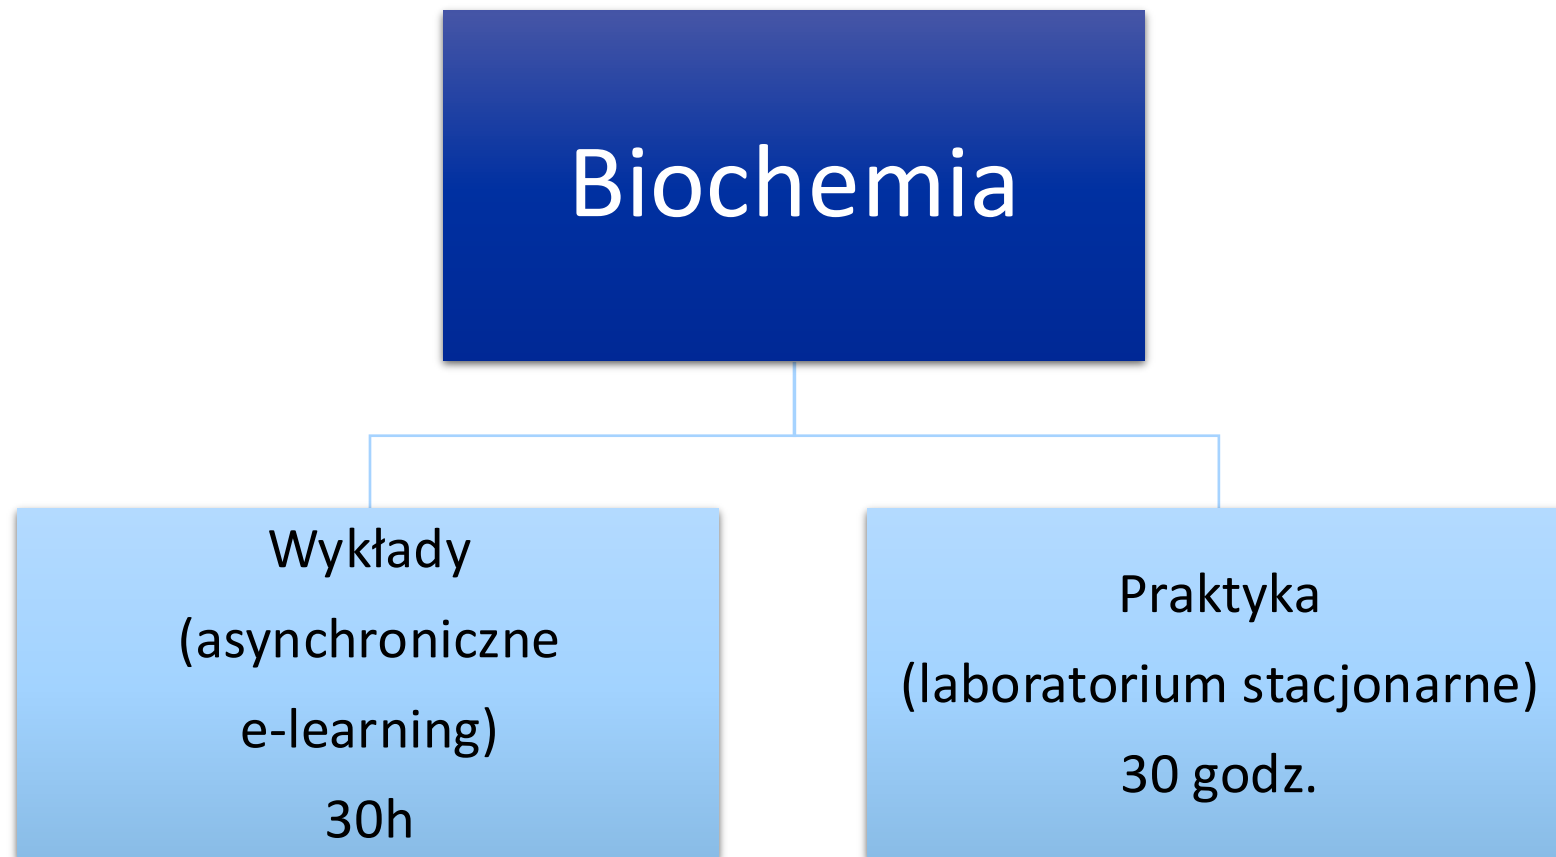 Biochemia
Wykłady
(asynchroniczne
e-learning)
30h
Praktyka
(laboratorium stacjonarne)
30 godz.